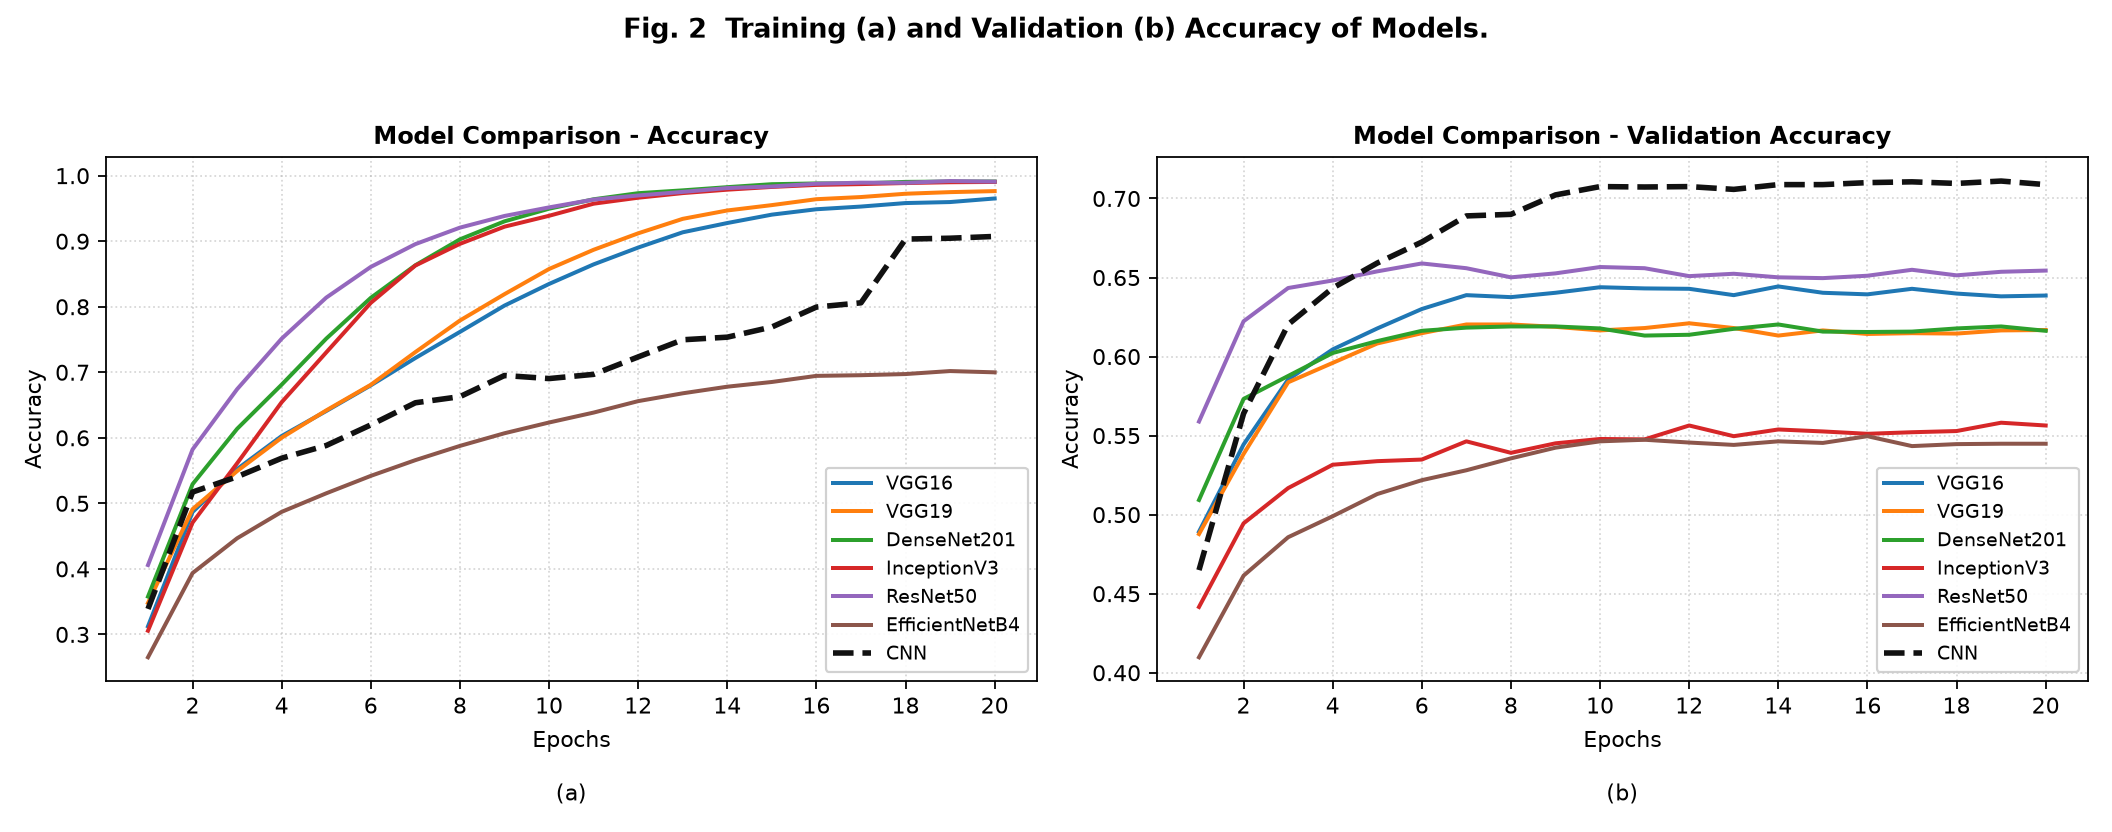 Fig. 2  Training (a) and Validation (b) Accuracy of Models.
Model Comparison - Accuracy
Accuracy
1.0
0.9
0.8
0.7
0.6
0.5
0.4
0.3
2 4 6 8 10 12 14 16 18 20
Epochs
VGG16
VGG19
DenseNet201
InceptionV3
ResNet50
EfficientNetB4
CNN
(a)
Model Comparison - Validation Accuracy
Accuracy
0.70
0.65
0.60
0.55
0.50
0.45
0.40
2 4 6 8 10 12 14 16 18 20
Epochs
VGG16
VGG19
DenseNet201
InceptionV3
ResNet50
EfficientNetB4
CNN
(b)